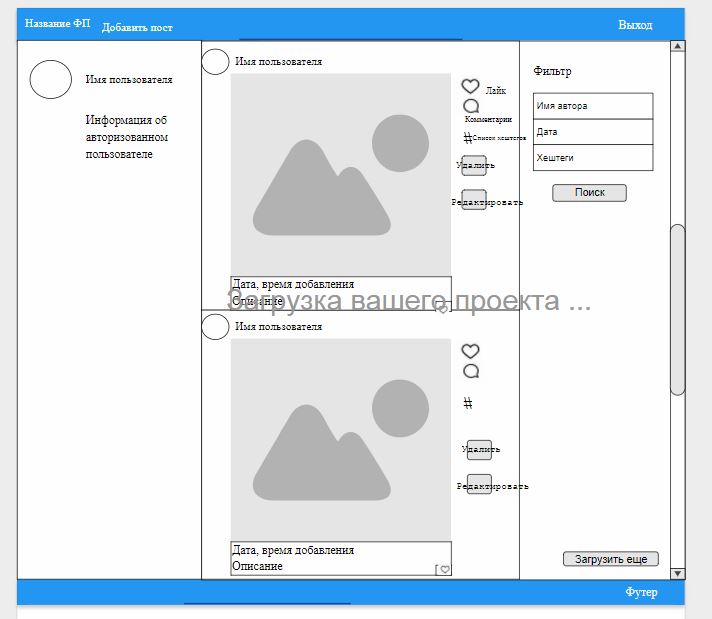 Название ФП
Добавить пост
Выход
Имя пользователя
Информация об
авторизованном
пользователе
Имя пользователя
Лайк
Комментарии
#Список хештегов
Удалить
Редактировать
Дата, время добавления
Описание
Загрузка вашего проекта ...
Фильтр
Имя автора
Дата
Хештеги
Поиск
Имя пользователя
#
Удалить
Редактировать
Дата, время добавления
Описание
Загрузить еще
Футер